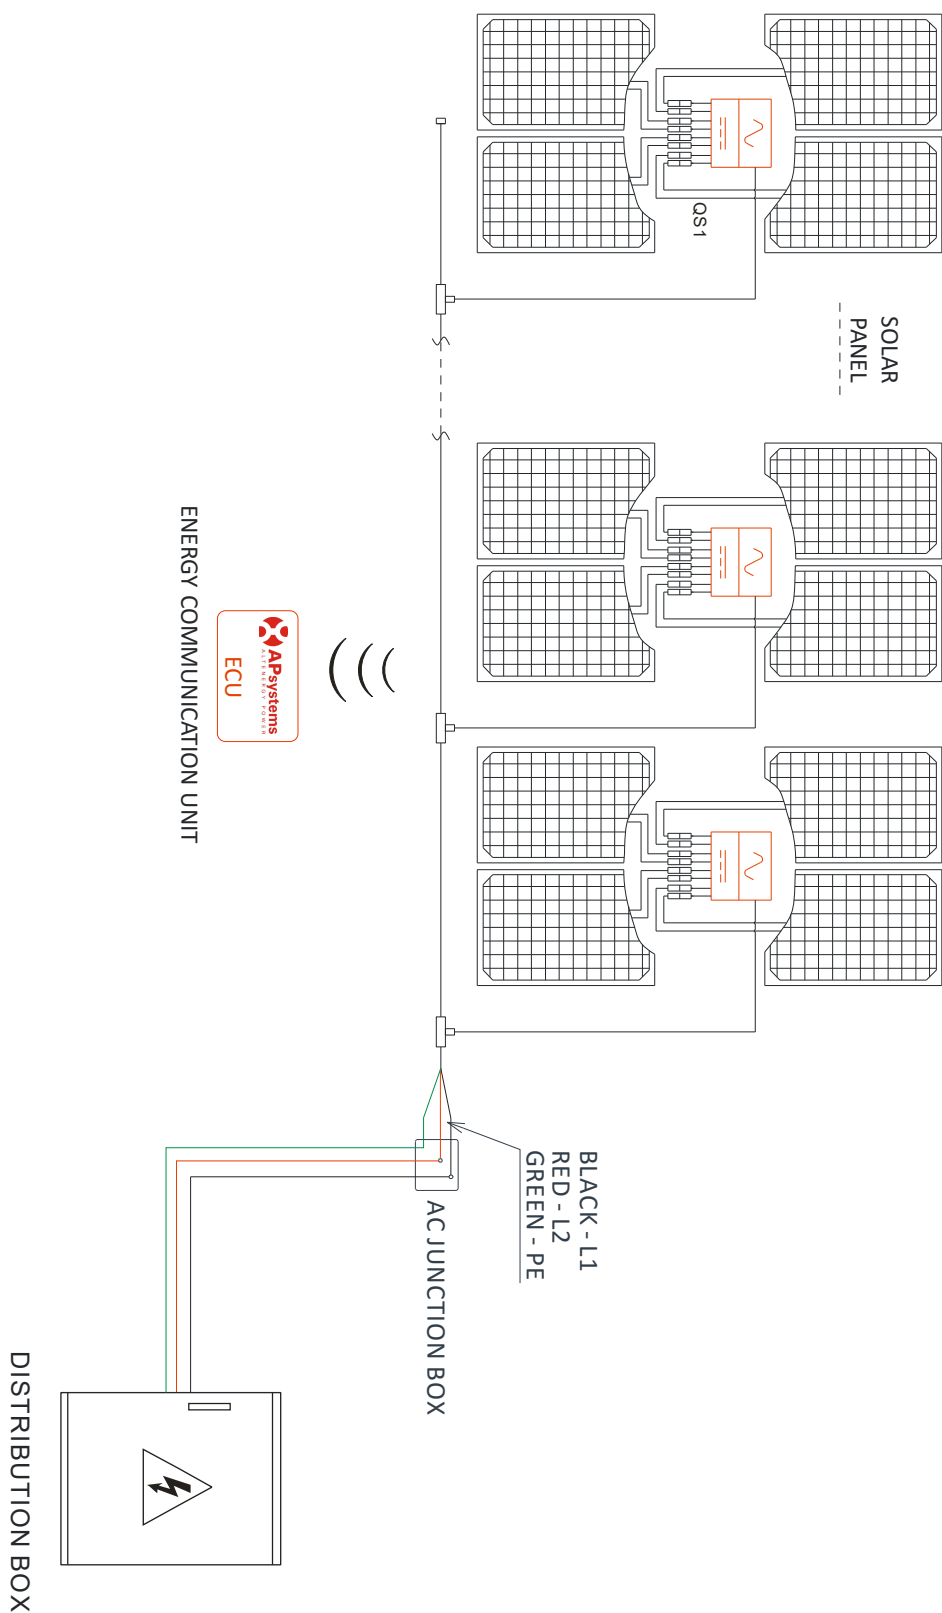 SOLAR
PANEL
QS1
BLACK - L1
RED - L2
GREEN - PE
AC JUNCTION BOX
APsystems
ALTENERGY POWER
ECU
ENERGY COMMUNICATION UNIT
DISTRIBUTION BOX